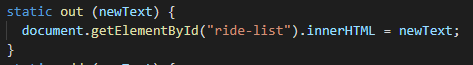 static out (newText) {
document.getElementById("ride-list").innerHTML = newText;
}